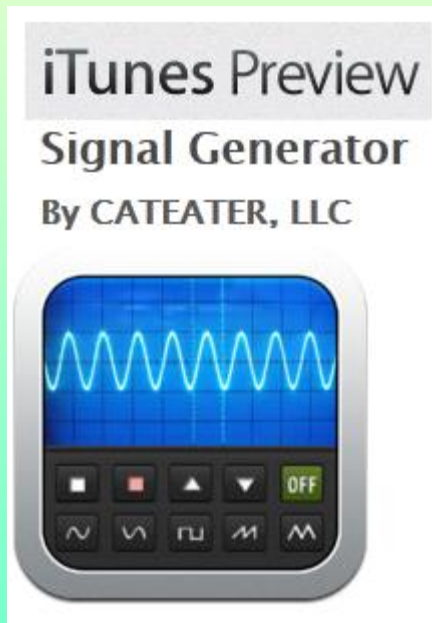 iTunes Preview
Signal Generator
By CATEATER, LLC
OFF